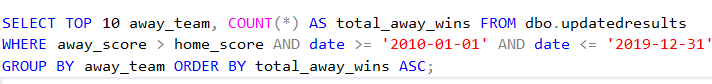 SELECT TOP 10 away_team, COUNT(*) AS total_away_wins FROM dbo.updatedresults
WHERE away_score > home_score AND date >= '2010-01-01' AND date <= '2019-12-31'
GROUP BY away_team ORDER BY total_away_wins ASC;